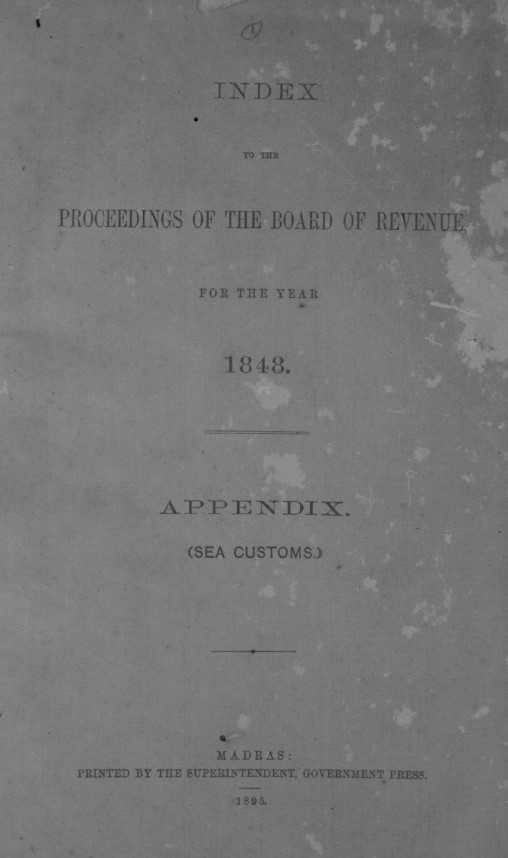 INDEX
TO THE
PROCEEDINGS OF THE BOARD OF REVENUE
FOR THE YEAR
1848.
APPENDIX.
(SEA CUSTOMS.)
MADRAS:
PRINTED BY THE SUPERINTENDENT, GOVERNMENT PRESS.
1895.